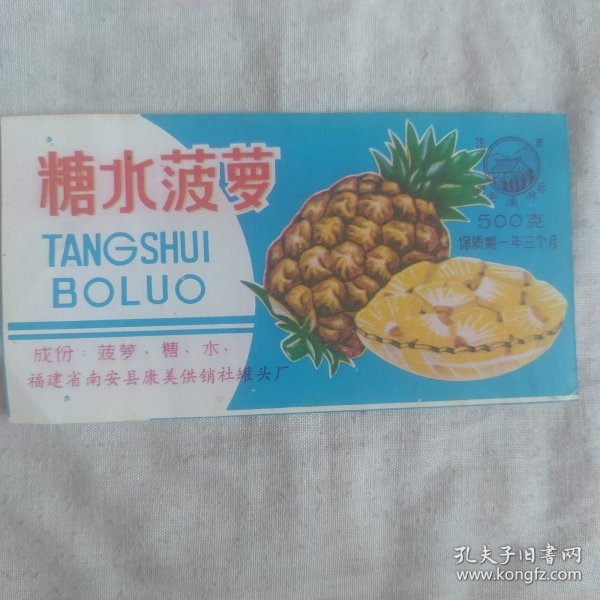 糖水菠萝
TANGSHUI
BOLUO
成份：菠萝、糖、水、
福建省南安县康美供销社罐头厂
500克
保质期一年三个月
孔夫子旧书网
www.kongfz.com